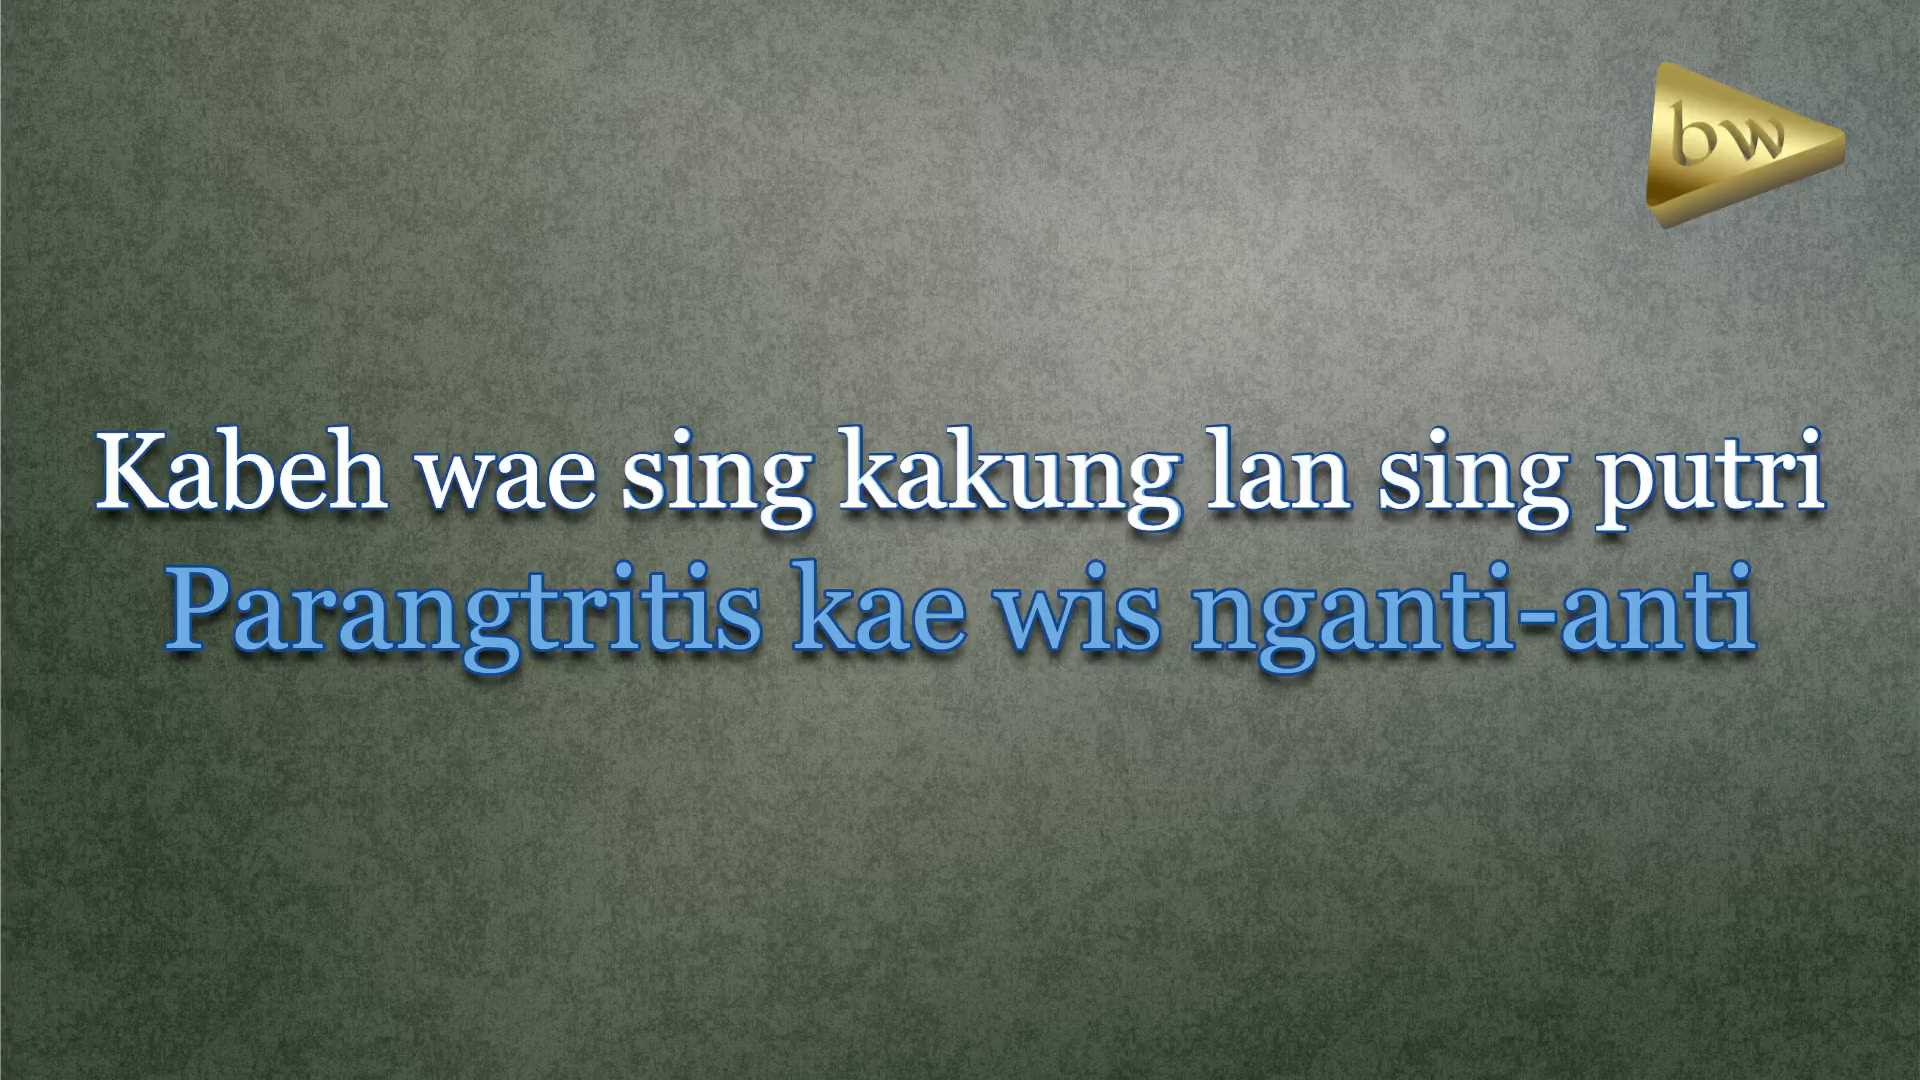 bw
Kabeh wae sing kakung lan sing putri
Parangtritis kae wis nganti-anti